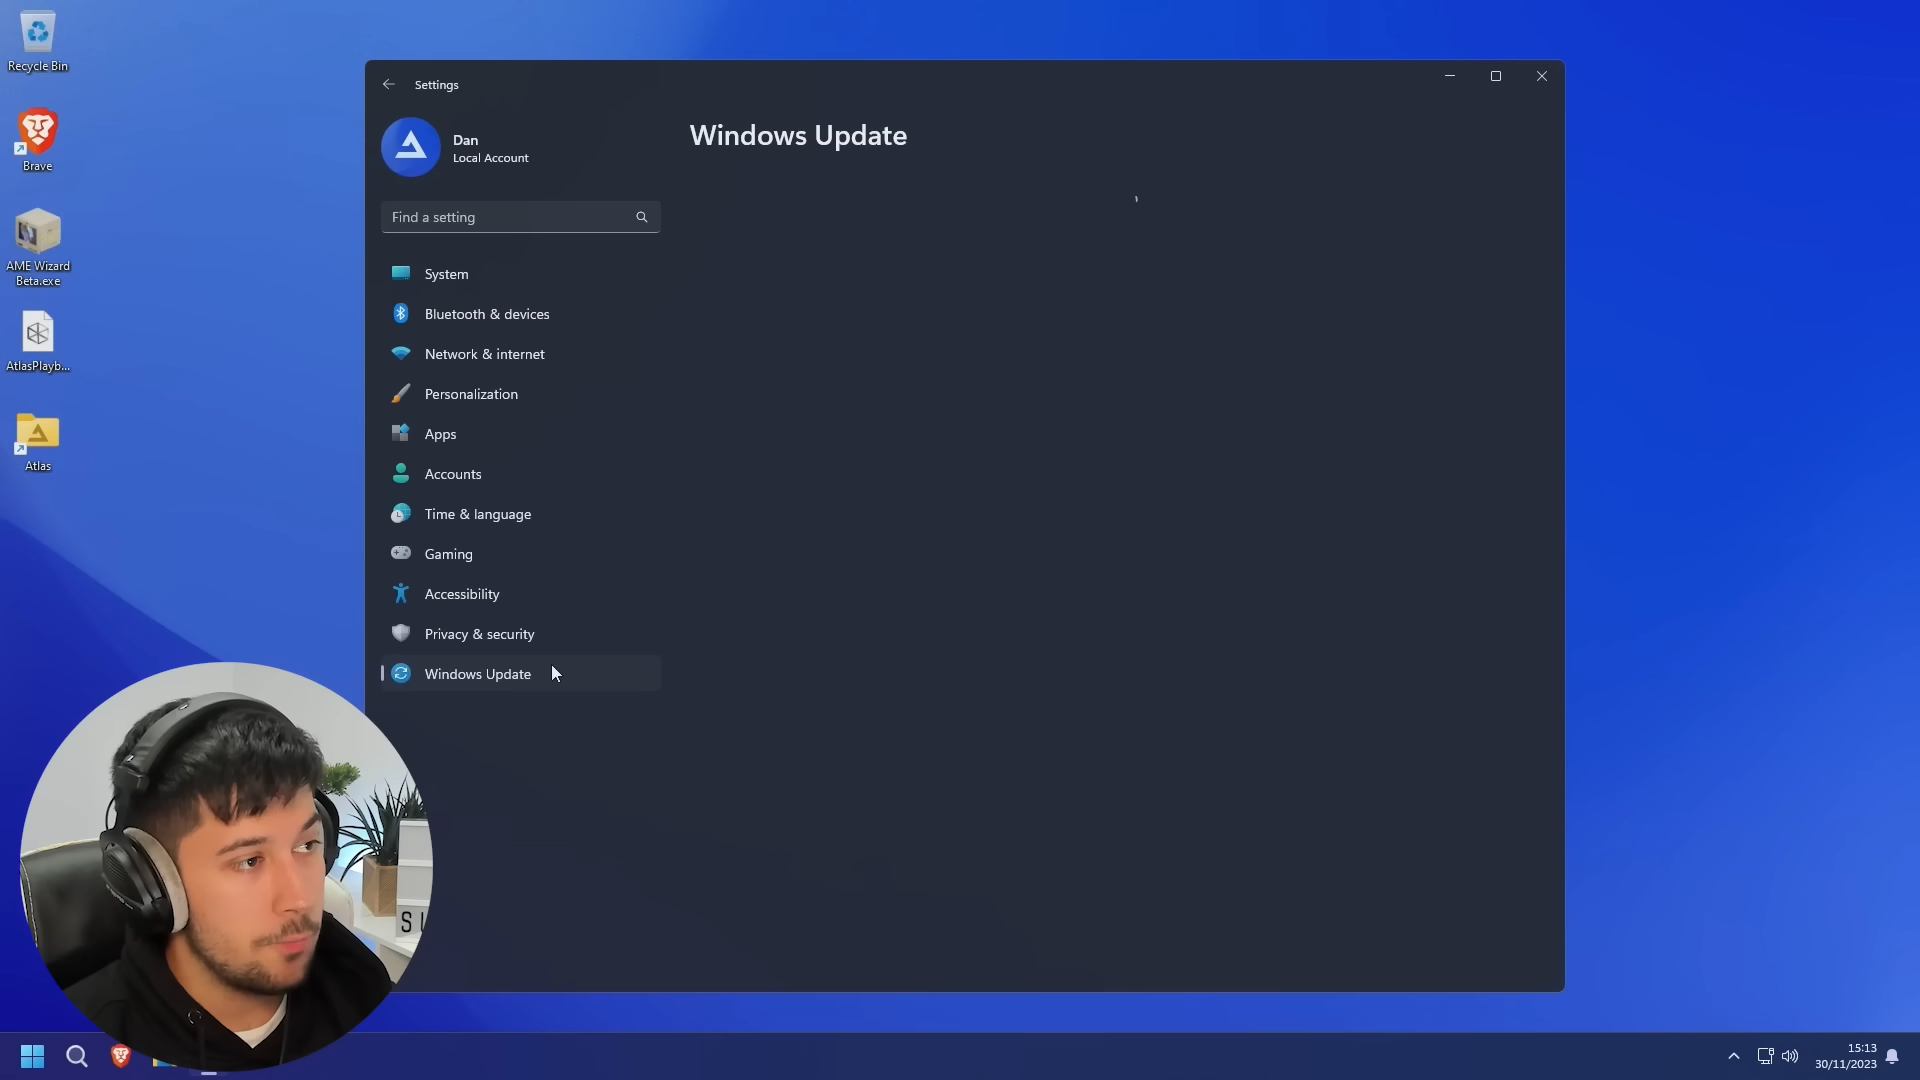 Recycle Bin
Brave
AME Wizard
Beta.exe
AtlasPlayb...
Atlas
Settings
Dan
Local Account
Find a setting
System
Bluetooth & devices
Network & internet
Personalization
Apps
Accounts
Time & language
Gaming
Accessibility
Privacy & security
Windows Update
Windows Update
15:13
30/11/2023